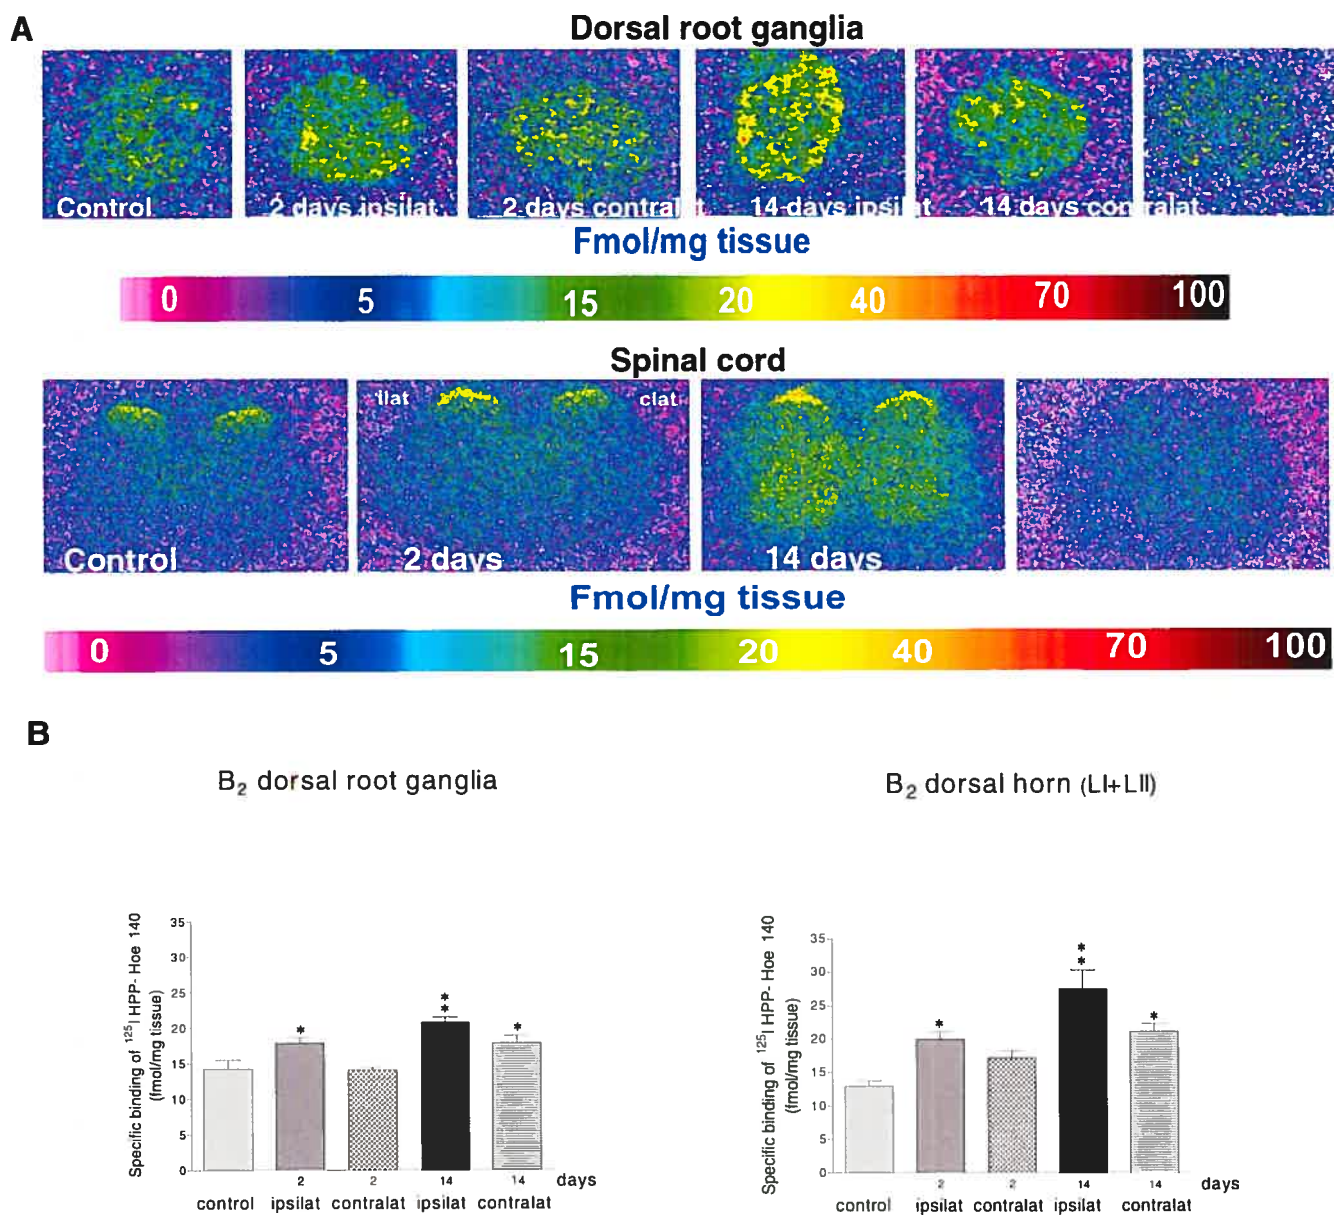 A
Dorsal root ganglia
Control
2 days ipsilat
2 days contralat
14 days ipsilat
14 days contralat
Fmol/mg tissue
0 5 15 20 40 70 100
Spinal cord
ilat clat
Control 2 days 14 days
Fmol/mg tissue
0 5 15 20 40 70 100
B
B2 dorsal root ganglia
Specific binding of 125I HPP- Hoe 140
(fmol/mg tissue)
35
30
25
20
15
10
5
0
*
* *
*
2 2 14 14 days
control ipsilat contralat ipsilat contralat
B2 dorsal horn (LI+LII)
Specific binding of 125I HPP- Hoe 140
(fmol/mg tissue)
35
30
25
20
15
10
5
0
*
* *
*
2 2 14 14 days
control ipsilat contralat ipsilat contralat